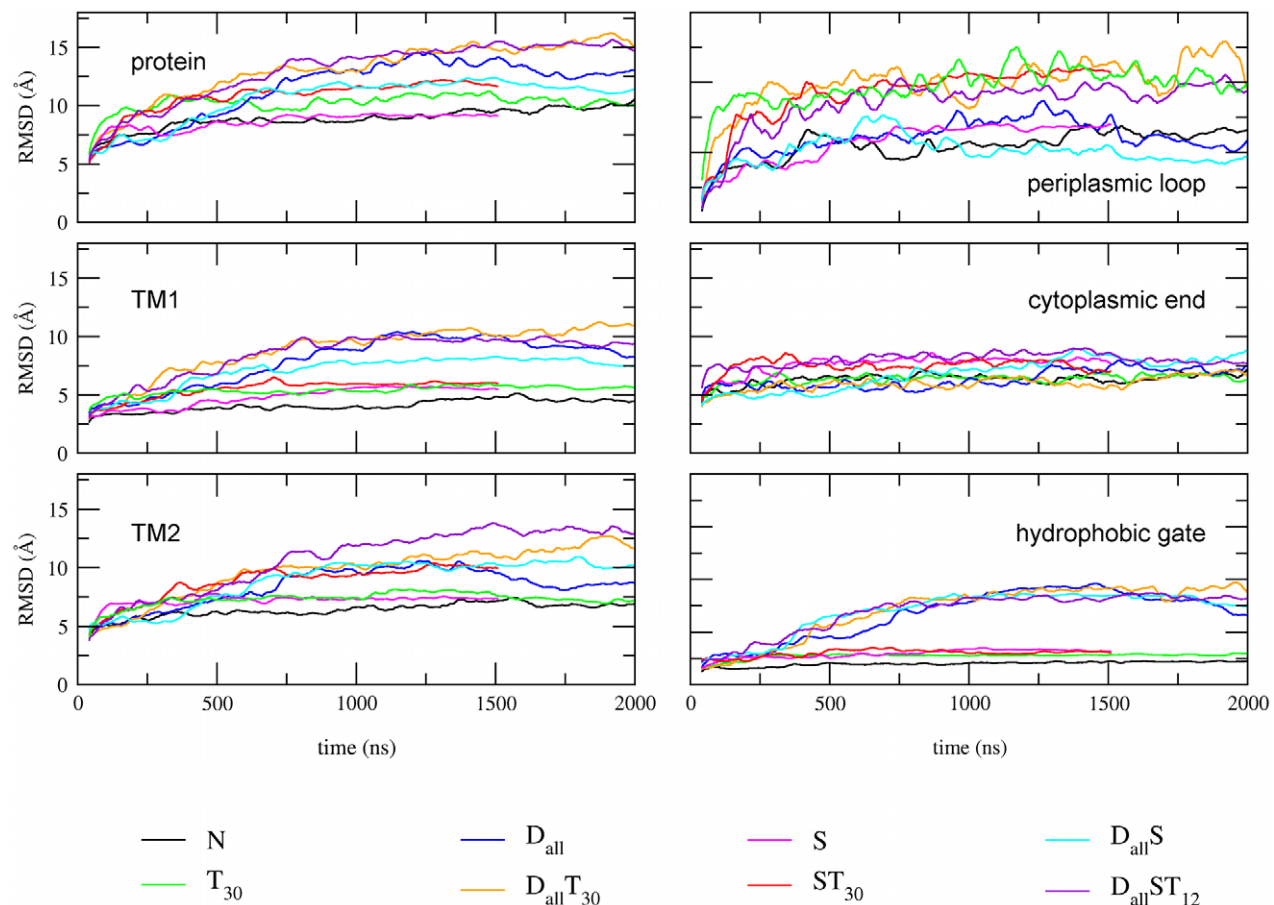 protein
RMSD (Å)
15
10
5
0
periplasmic loop
TM1
RMSD (Å)
15
10
5
0
cytoplasmic end
TM2
RMSD (Å)
15
10
5
0
hydrophobic gate
0 500 1000 1500 2000
time (ns)
0 500 1000 1500 2000
time (ns)
N D_all S D_allS
T_30 D_allT_30 ST_30 D_allST_12